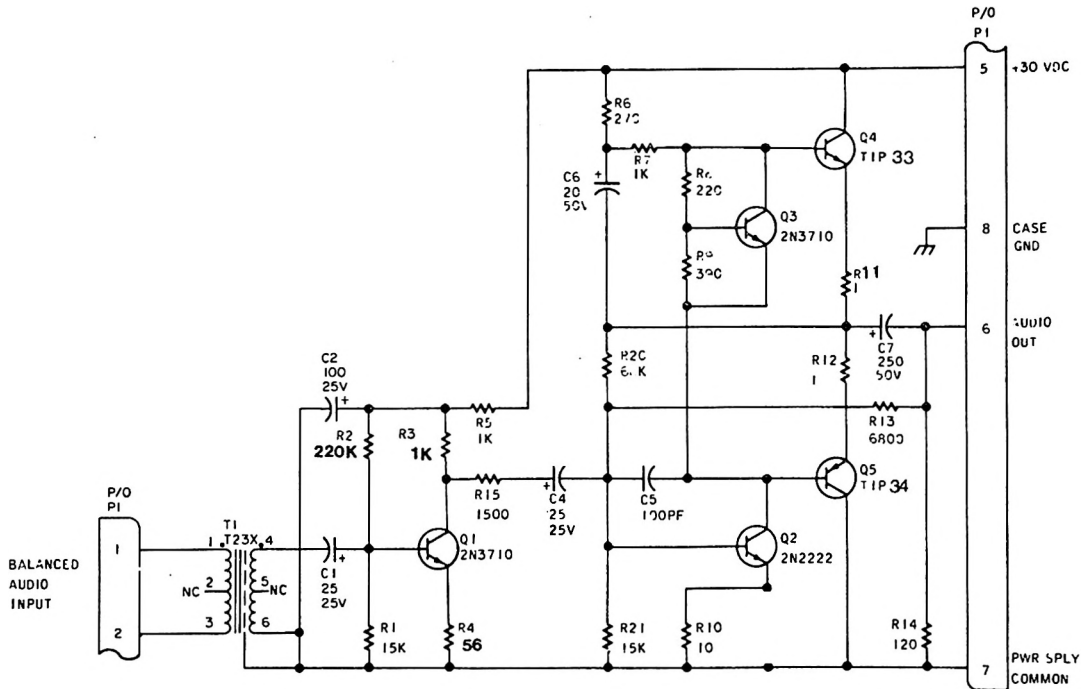 P/O
P1
5
+30 VDC
R6
R7
1K
Q4
TIP 33
C6
20
50V
220
Q3
2N3710
8
CASE
GND
390
R11
1
6
OUT
C7
250
50V
R12
1
C2
100
25V
R13
6800
R2
220K
R3
1K
R5
1K
Q5
TIP 34
R15
1500
C4
25
25V
C5
100PF
P/O
P1
1
2
BALANCED
AUDIO
INPUT
T1
T23X
1
2
3
4
5
6
NC
NC
C1
25
25V
Q1
2N3710
Q2
2N2222
R1
15K
R4
56
R21
15K
R10
10
R14
120
7
PWR SPLY
COMMON